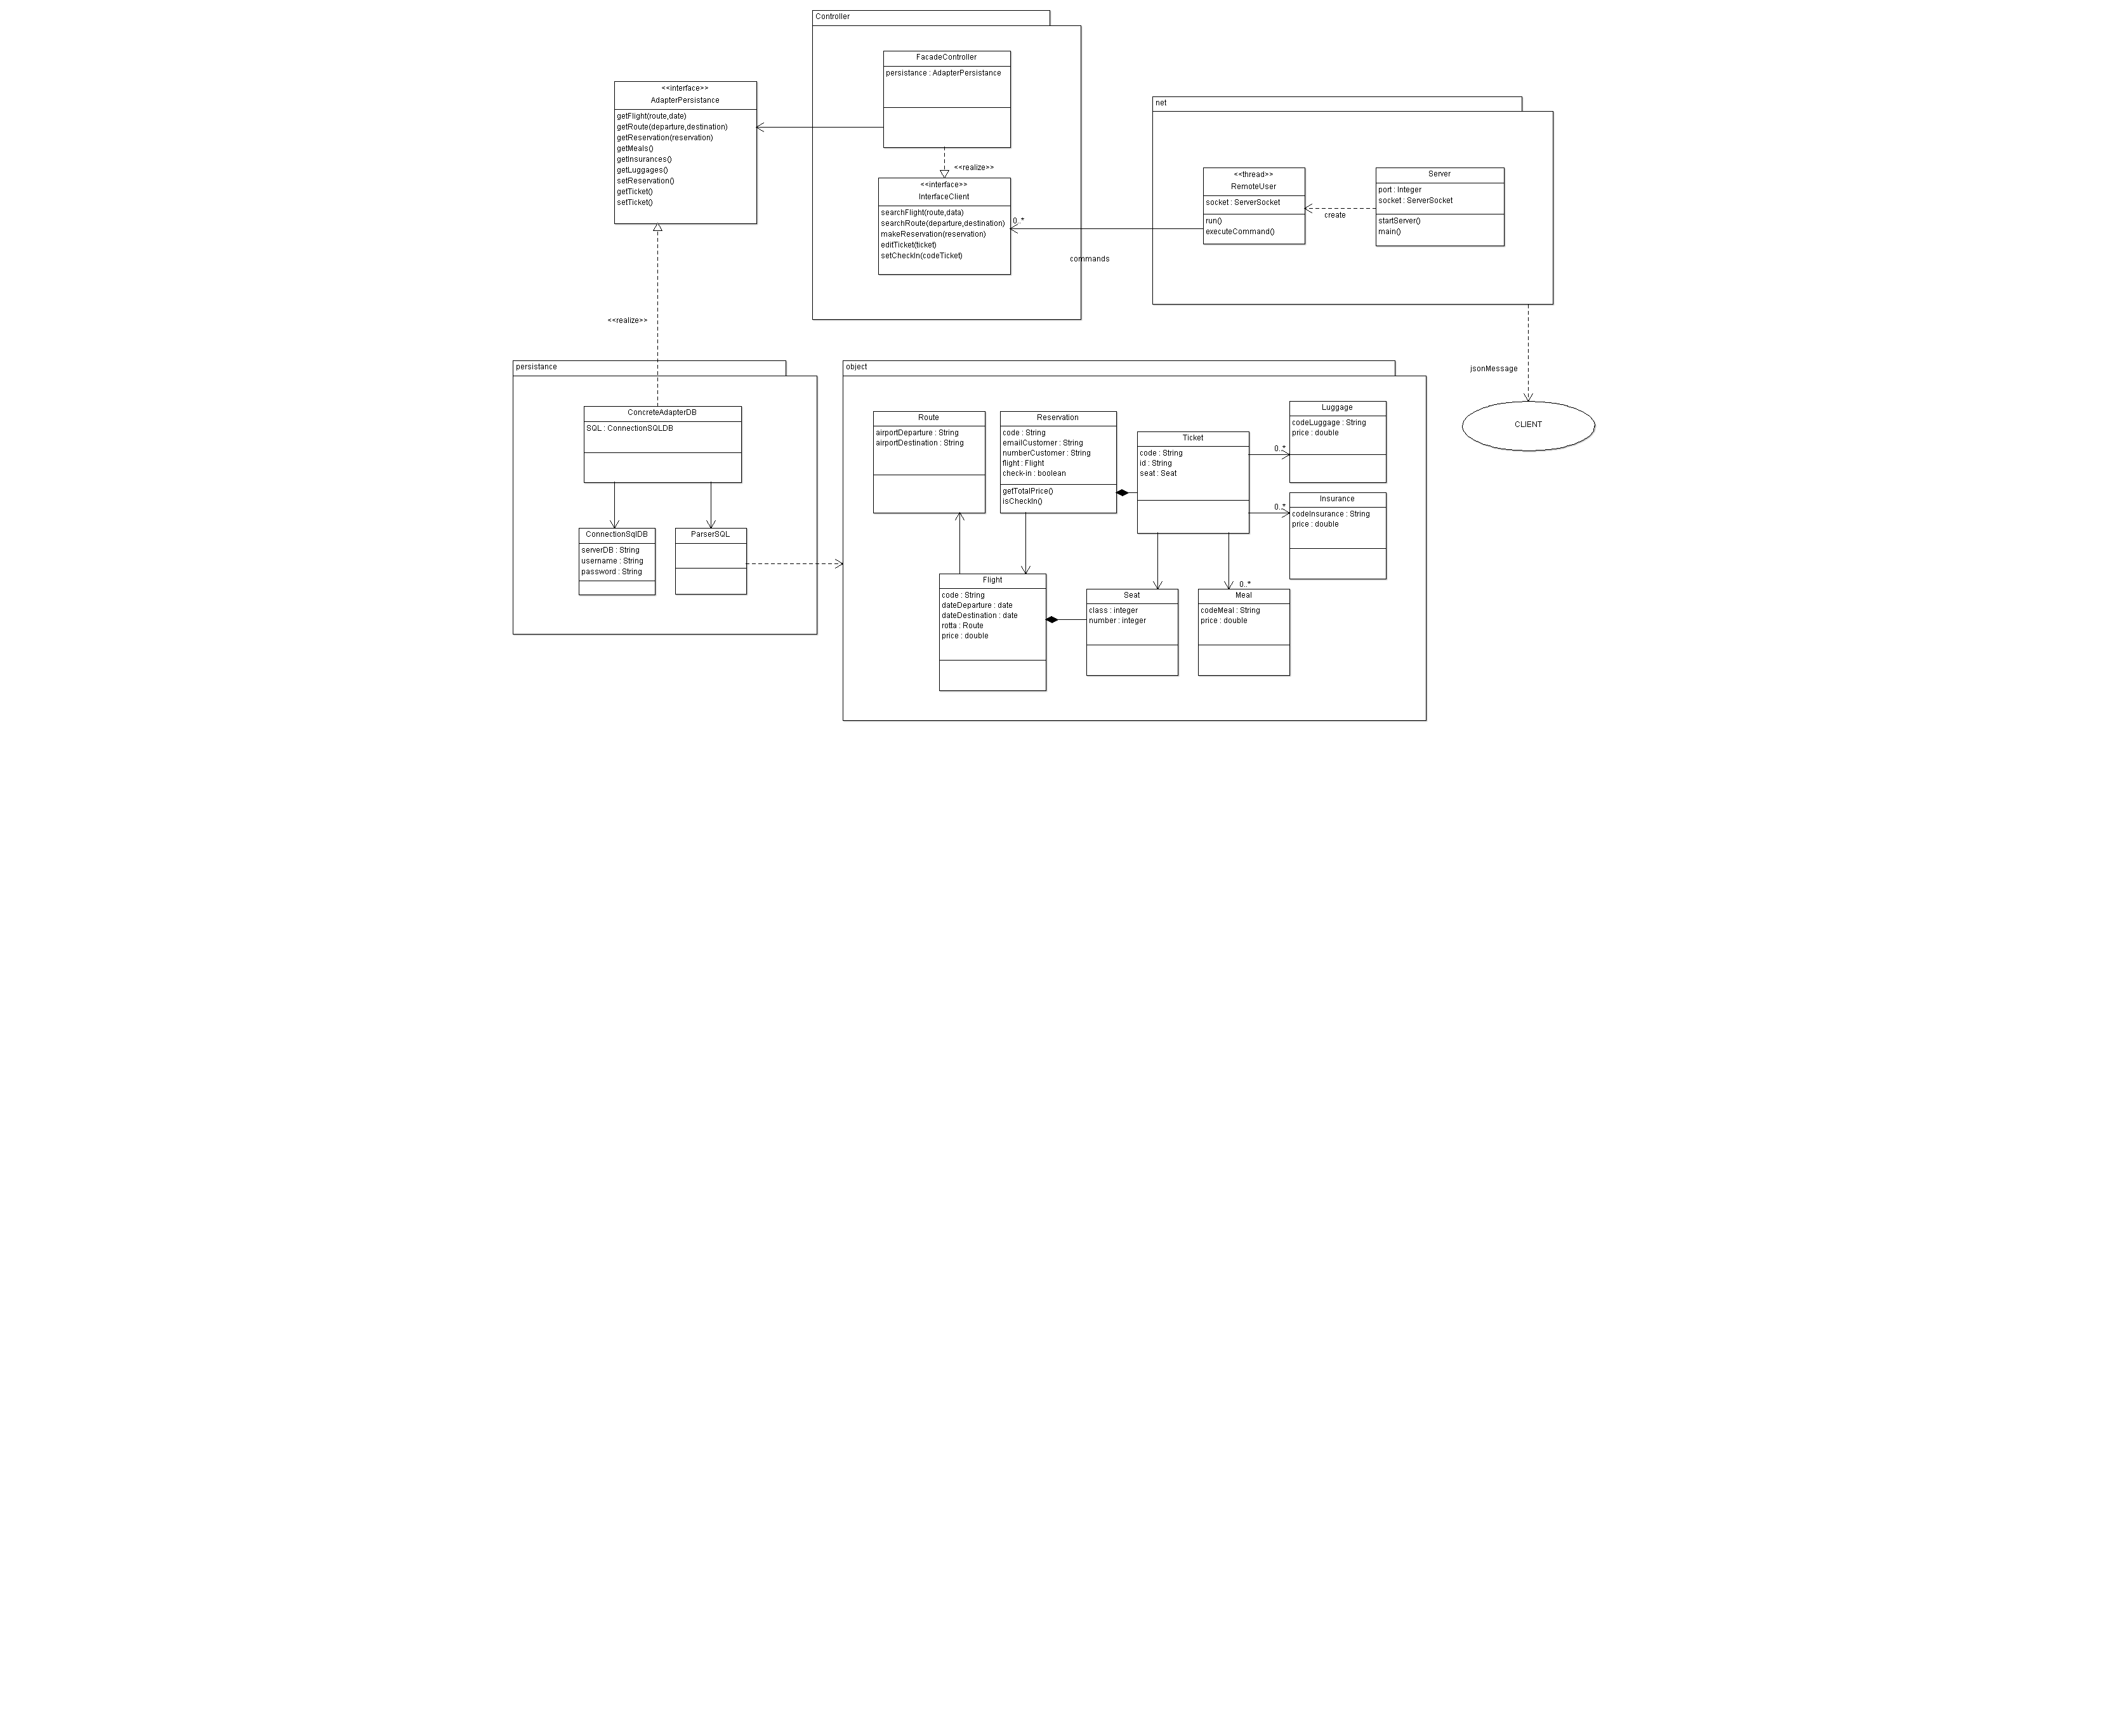 Controller
FacadeController
persistance : AdapterPersistance
<<interface>>
AdapterPersistance
getFlight(route,date)
getRoute(departure,destination)
getReservation(reservation)
getMeals()
getInsurances()
getLuggages()
setReservation()
getTicket()
setTicket()
<<realize>>
<<interface>>
InterfaceClient
searchFlight(route,data)
searchRoute(departure,destination)
makeReservation(reservation)
editTicket(ticket)
setCheckIn(codeTicket)
0..*
commands
net
<<thread>>
RemoteUser
socket : ServerSocket
run()
executeCommand()
create
Server
port : Integer
socket : ServerSocket
startServer()
main()
<<realize>>
jsonMessage
CLIENT
persistance
ConcreteAdapterDB
SQL : ConnectionSQLDB
ConnectionSqlDB
serverDB : String
username : String
password : String
ParserSQL
object
Route
airportDeparture : String
airportDestination : String
Reservation
code : String
emailCustomer : String
numberCustomer : String
flight : Flight
check-in : boolean
getTotalPrice()
isCheckIn()
Ticket
code : String
id : String
seat : Seat
0..*
Luggage
codeLuggage : String
price : double
0..*
Insurance
codeInsurance : String
price : double
Flight
code : String
dateDeparture : date
dateDestination : date
rotta : Route
price : double
Seat
class : integer
number : integer
0..*
Meal
codeMeal : String
price : double